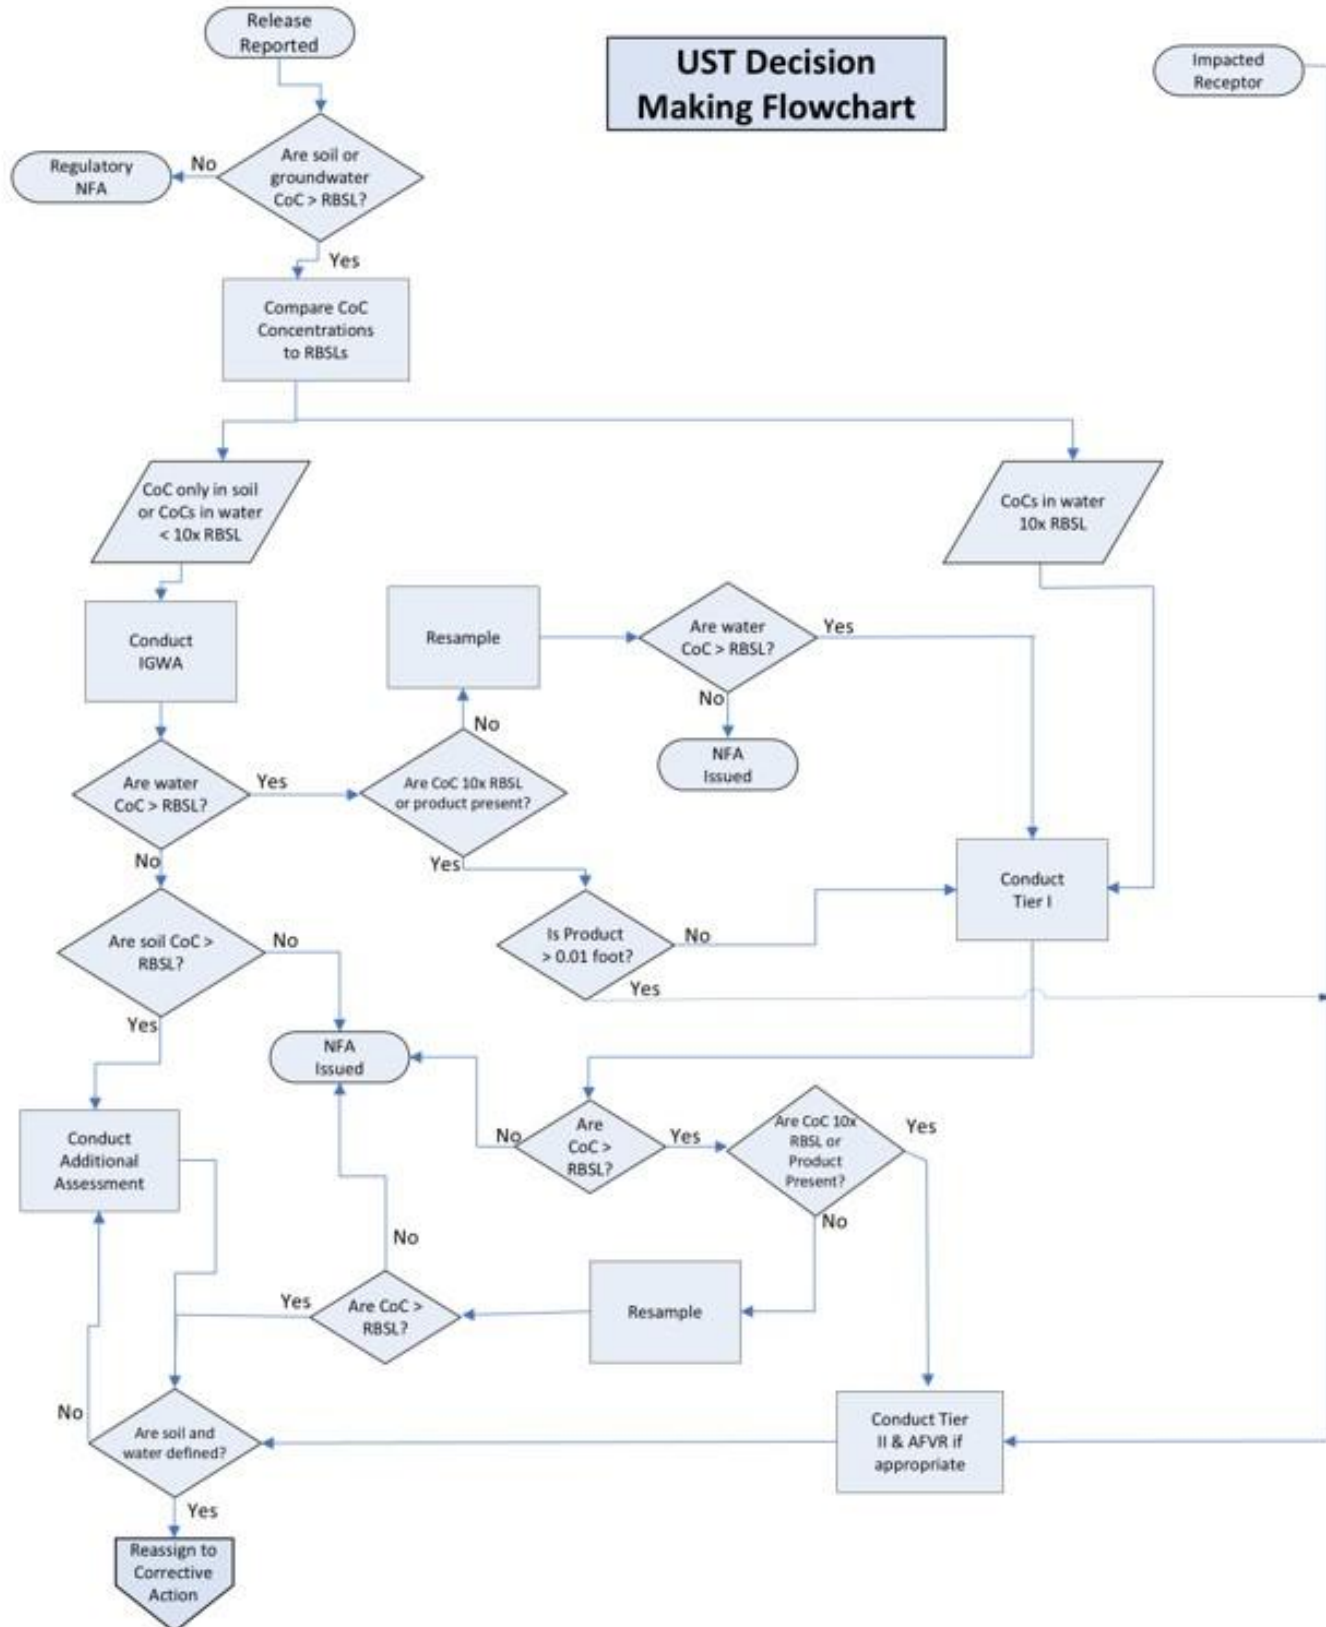 Release
Reported
UST Decision
Making Flowchart
Impacted
Receptor
Regulatory
NFA
No
Are soil or
groundwater
CoC > RBSL?
Yes
Compare CoC
Concentrations
to RBSLs
CoC only in soil
or CoCs in water
< 10x RBSL
CoCs in water
10x RBSL
Conduct
IGWA
Resample
Are water
CoC > RBSL?
Yes
No
NFA
Issued
Are water
CoC > RBSL?
Yes
No
Are CoC 10x RBSL
or product present?
No
Yes
Conduct
Tier I
Are soil CoC >
RBSL?
No
Yes
Is Product
> 0.01 foot?
No
Yes
NFA
Issued
Conduct
Additional
Assessment
No
Are
CoC >
RBSL?
Yes
Are CoC 10x
RBSL or
Product
Present?
Yes
No
No
Yes
Are CoC >
RBSL?
Resample
No
Are soil and
water defined?
Yes
Conduct Tier
II & AFVR if
appropriate
Reassign to
Corrective
Action